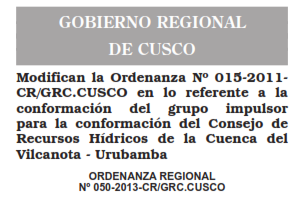 GOBIERNO REGIONAL
DE CUSCO
Modifican la Ordenanza Nº 015-2011-
CR/GRC.CUSCO en lo referente a la
conformación del grupo impulsor
para la conformación del Consejo de
Recursos Hídricos de la Cuenca del
Vilcanota - Urubamba
ORDENANZA REGIONAL
Nº 050-2013-CR/GRC.CUSCO